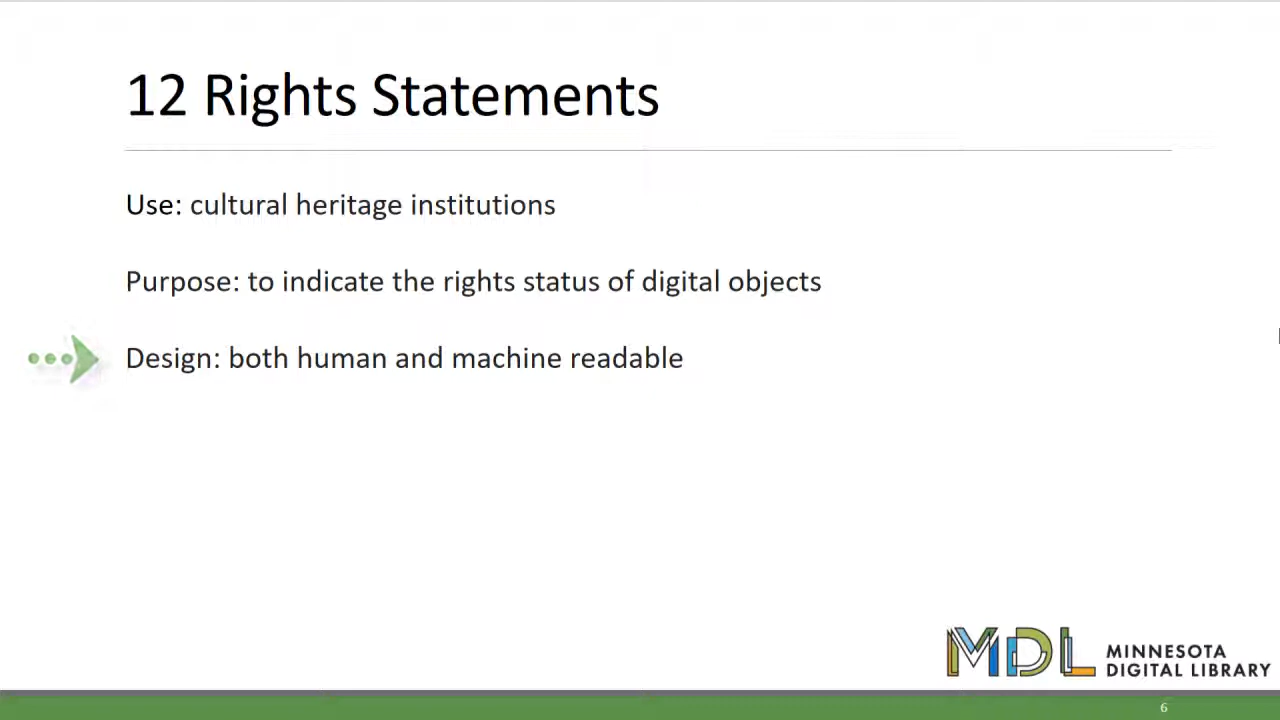 12 Rights Statements
Use: cultural heritage institutions
Purpose: to indicate the rights status of digital objects
Design: both human and machine readable
MDL MINNESOTA
DIGITAL LIBRARY
6